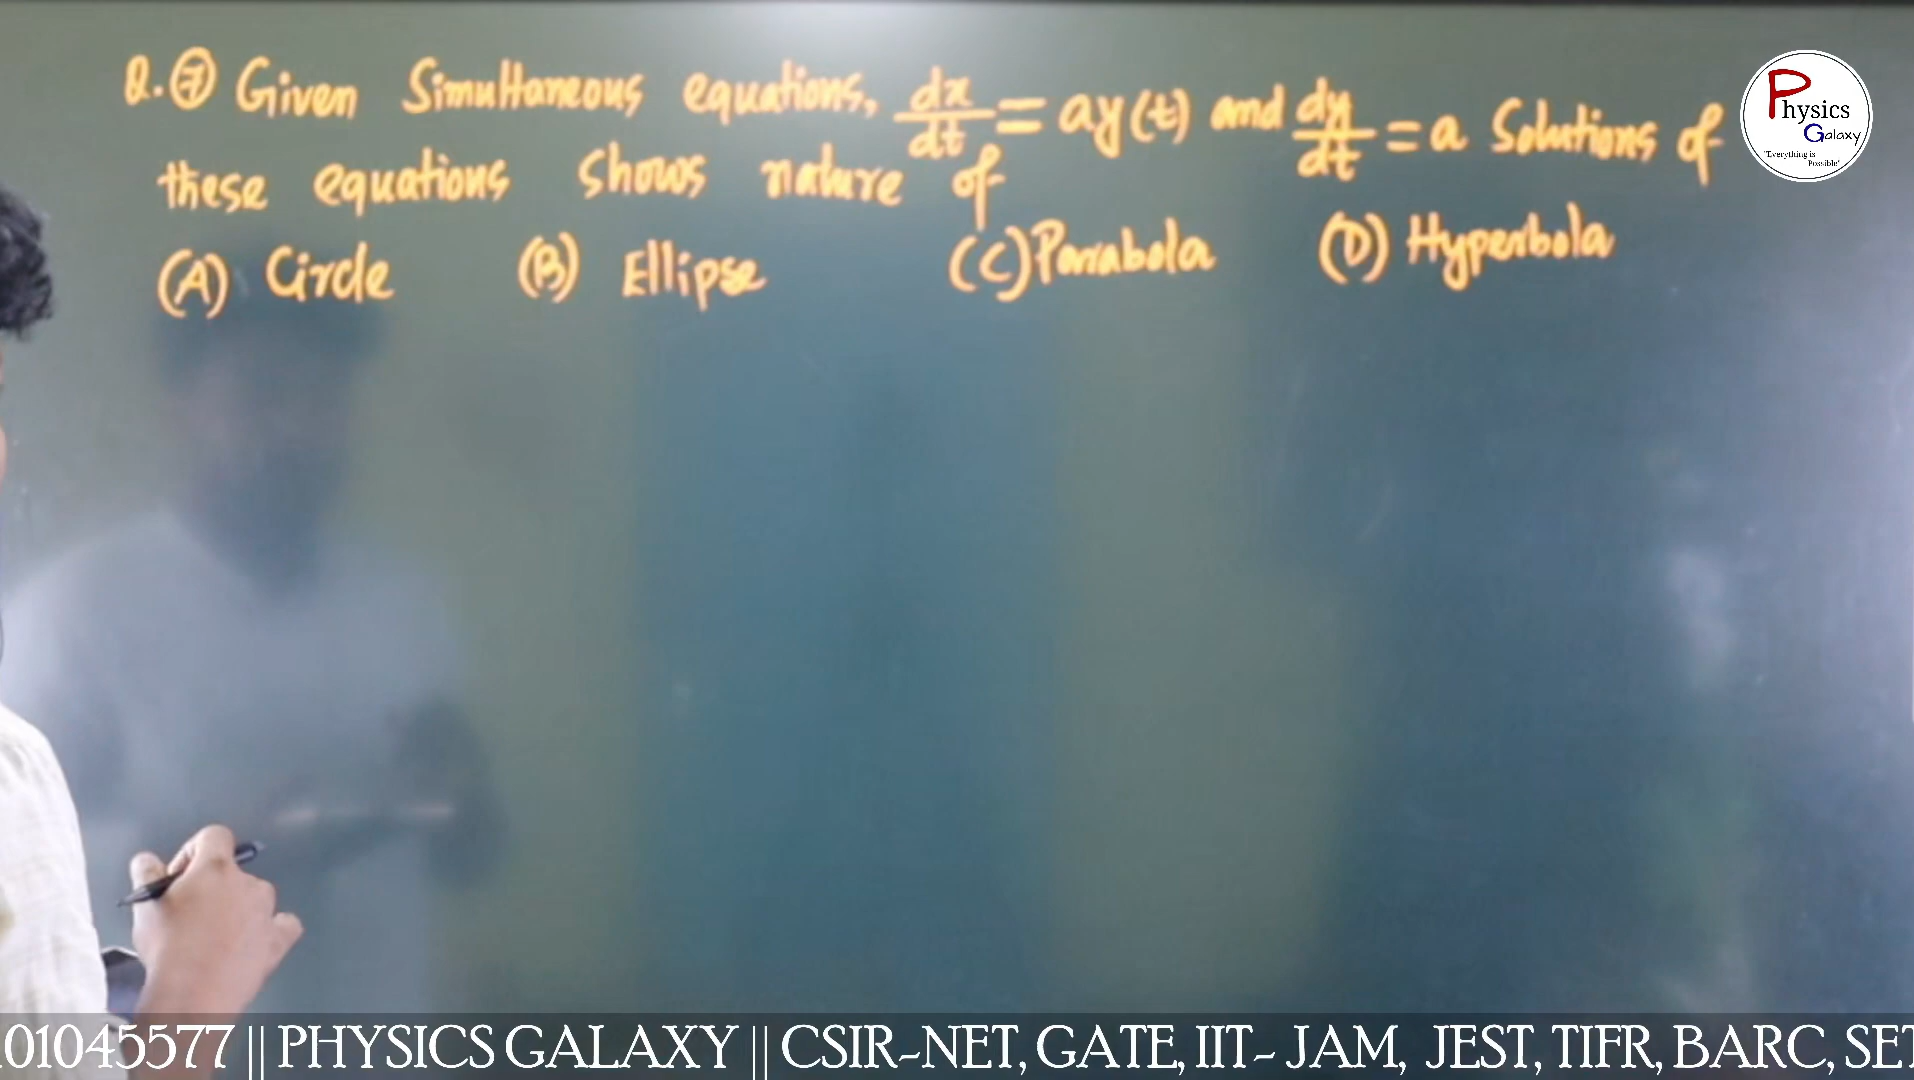 Q. ⑦ Given Simultaneous equations, dx/dt = ay(t) and dy/dt = a Solutions of
these equations shows nature of
(A) Circle (B) Ellipse (C) Parabola (D) Hyperbola
Physics
Galaxy
"Everything is
Possible"
01045577 || PHYSICS GALAXY || CSIR-NET, GATE, IIT- JAM, JEST, TIFR, BARC, SET